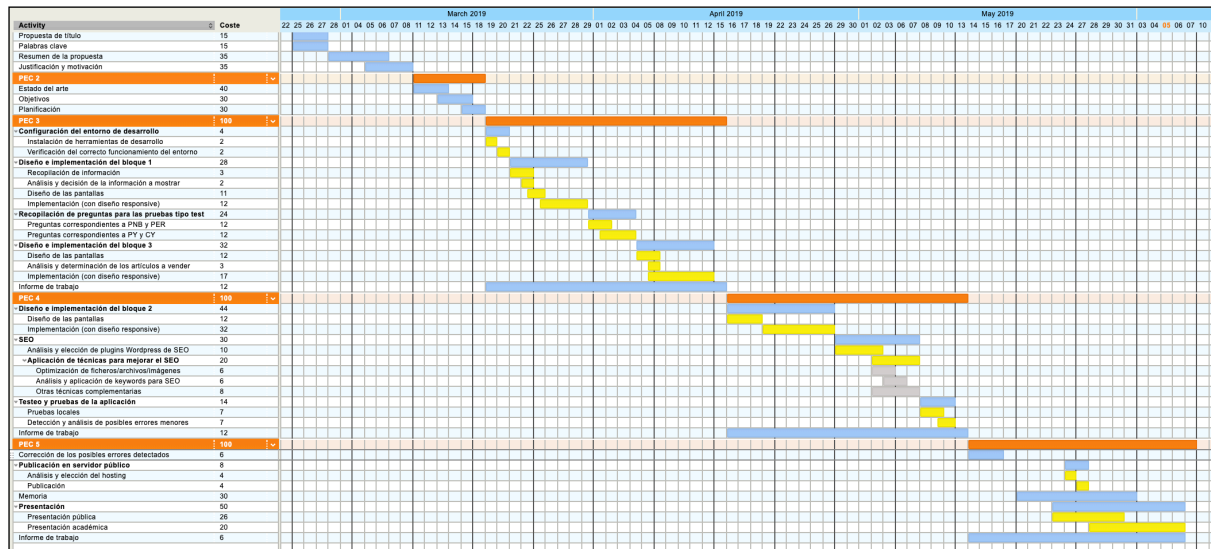 March 2019 April 2019 May 2019
Activity Coste 22 25 26 27 28 01 04 05 06 07 08 11 12 13 14 15 18 19 20 21 22 25 26 27 28 29 01 02 03 04 05 08 09 10 11 12 15 16 17 18 19 22 23 24 25 26 29 30 01 02 03 06 07 08 09 10 13 14 15 16 17 20 21 22 23 24 27 28 29 30 31 03 04 05 06 07 10
Propuesta de título 15
Palabras clave 15
Resumen de la propuesta 35
Justificación y motivación 35
PEC 2
Estado del arte 40
Objetivos 30
Planificación 30
PEC 3 100
Configuración del entorno de desarrollo 4
Instalación de herramientas de desarrollo 2
Verificación del correcto funcionamiento del entorno 2
Diseño e implementación del bloque 1 28
Recopilación de información 3
Análisis y decisión de la información a mostrar 2
Diseño de las pantallas 11
Implementación (con diseño responsive) 12
Recopilación de preguntas para las pruebas tipo test 24
Preguntas correspondientes a PNB y PER 12
Preguntas correspondientes a PY y CY 12
Diseño e implementación del bloque 3 32
Diseño de las pantallas 12
Análisis y determinación de los artículos a vender 3
Implementación (con diseño responsive) 17
Informe de trabajo 12
PEC 4 100
Diseño e implementación del bloque 2 44
Diseño de las pantallas 12
Implementación (con diseño responsive) 32
SEO 30
Análisis y elección de plugins Wordpress de SEO 10
Aplicación de técnicas para mejorar el SEO 20
Optimización de ficheros/archivos/imágenes 6
Análisis y aplicación de keywords para SEO 6
Otras técnicas complementarias 8
Testeo y pruebas de la aplicación 14
Pruebas locales 7
Detección y análisis de posibles errores menores 7
Informe de trabajo 12
PEC 5 100
Corrección de los posibles errores detectados 6
Publicación en servidor público 8
Análisis y elección del hosting 4
Publicación 4
Memoria 30
Presentación 50
Presentación pública 26
Presentación académica 20
Informe de trabajo 6